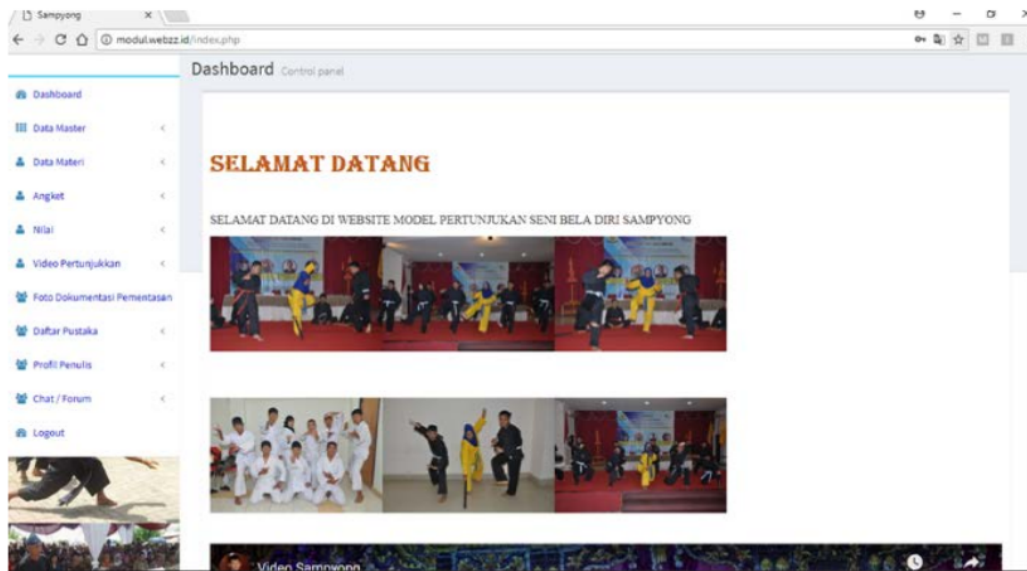 Sampyong
modul.webzz.id/index.php
Dashboard Control panel
Dashboard
Data Master
Data Materi
Angket
Nilai
Video Pertunjukkan
Foto Dokumentasi Pementasan
Daftar Pustaka
Profil Penulis
Chat / Forum
Logout
SELAMAT DATANG
SELAMAT DATANG DI WEBSITE MODEL PERTUNJUKAN SENI BELA DIRI SAMPYONG
Video Sampyong